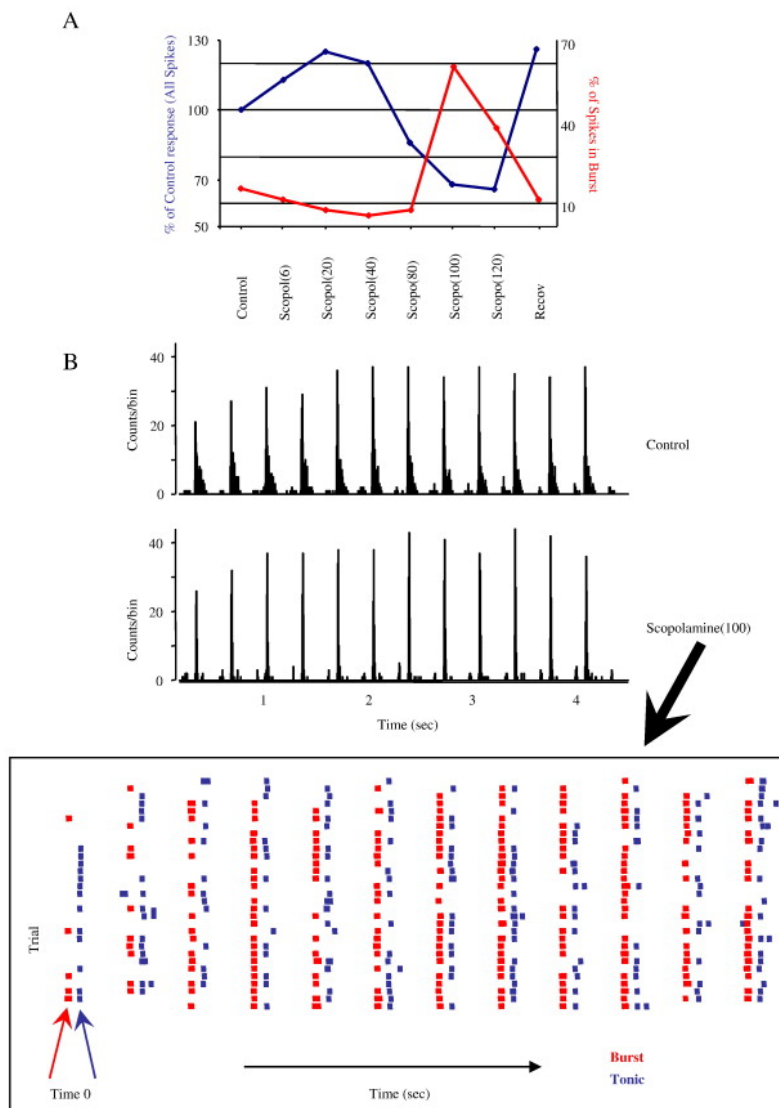 A
% of Control response (All Spikes)
130
100
70
50
70
40
10
% of Spikes in Burst
Control
Scopol(6)
Scopol(20)
Scopol(40)
Scopo(80)
Scopo(100)
Scopo(120)
Recov
B
Counts/bin
40
20
0
Control
Counts/bin
40
20
0
Scopolamine(100)
1
2
3
4
Time (sec)
Trial
Time 0
Time (sec)
Burst
Tonic